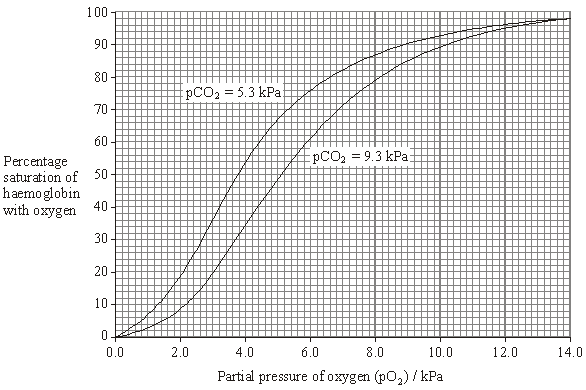 100
90
80
70
60
50
40
30
20
10
0
pCO₂ = 5.3 kPa
pCO₂ = 9.3 kPa
Percentage
saturation of
haemoglobin
with oxygen
0.0 2.0 4.0 6.0 8.0 10.0 12.0 14.0
Partial pressure of oxygen (pO₂) / kPa